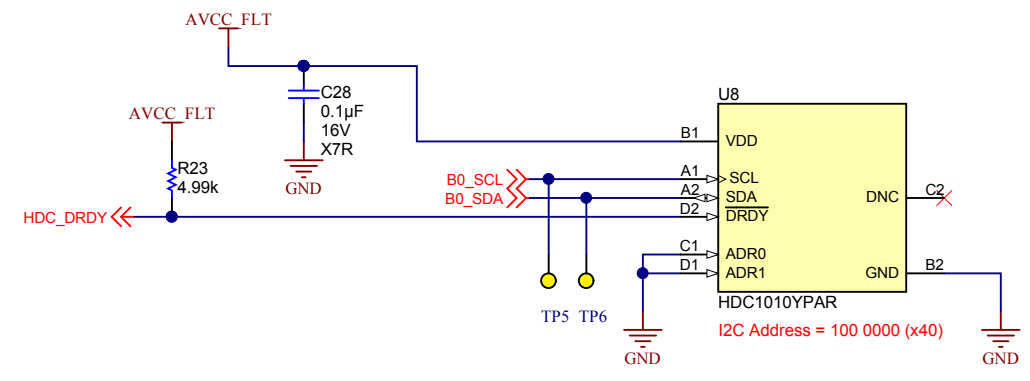 AVCC_FLT
C28
0.1µF
16V
X7R
GND
AVCC_FLT
R23
4.99k
HDC_DRDY
B0_SCL
B0_SDA
TP5 TP6
U8
B1 VDD
A1 SCL
A2 SDA
D2 DRDY
C1 ADR0
D1 ADR1
DNC C2
GND B2
HDC1010YPAR
I2C Address = 100 0000 (x40)
GND
GND